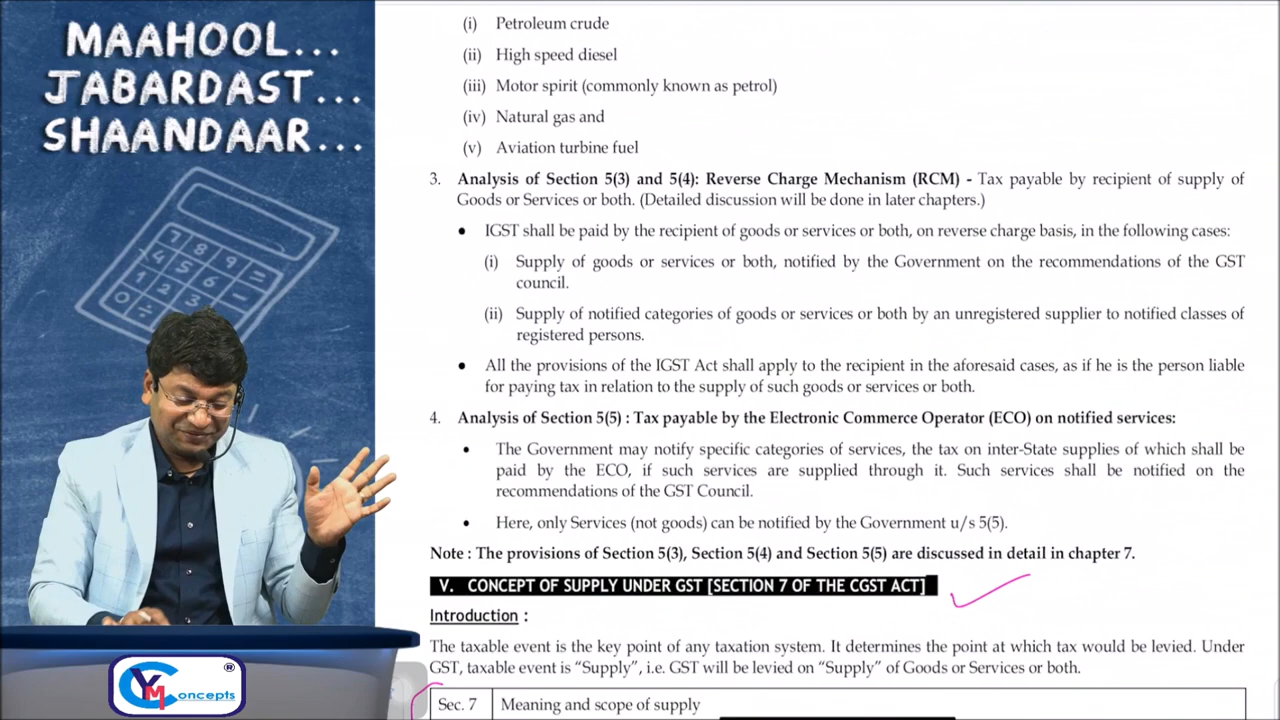 MAAHOOL...
JABARDAST...
SHAANDAAR...
7 8 9 =
4 5 6 -
1 2 3
0 ÷
YM Concepts
®
(i) Petroleum crude
(ii) High speed diesel
(iii) Motor spirit (commonly known as petrol)
(iv) Natural gas and
(v) Aviation turbine fuel
3. Analysis of Section 5(3) and 5(4): Reverse Charge Mechanism (RCM) - Tax payable by recipient of supply of
Goods or Services or both. (Detailed discussion will be done in later chapters.)
• IGST shall be paid by the recipient of goods or services or both, on reverse charge basis, in the following cases:
(i) Supply of goods or services or both, notified by the Government on the recommendations of the GST
council.
(ii) Supply of notified categories of goods or services or both by an unregistered supplier to notified classes of
registered persons.
• All the provisions of the IGST Act shall apply to the recipient in the aforesaid cases, as if he is the person liable
for paying tax in relation to the supply of such goods or services or both.
4. Analysis of Section 5(5) : Tax payable by the Electronic Commerce Operator (ECO) on notified services:
• The Government may notify specific categories of services, the tax on inter-State supplies of which shall be
paid by the ECO, if such services are supplied through it. Such services shall be notified on the
recommendations of the GST Council.
• Here, only Services (not goods) can be notified by the Government u/s 5(5).
Note : The provisions of Section 5(3), Section 5(4) and Section 5(5) are discussed in detail in chapter 7.
V. CONCEPT OF SUPPLY UNDER GST [SECTION 7 OF THE CGST ACT]
Introduction :
The taxable event is the key point of any taxation system. It determines the point at which tax would be levied. Under
GST, taxable event is “Supply”, i.e. GST will be levied on “Supply” of Goods or Services or both.
Sec. 7 Meaning and scope of supply